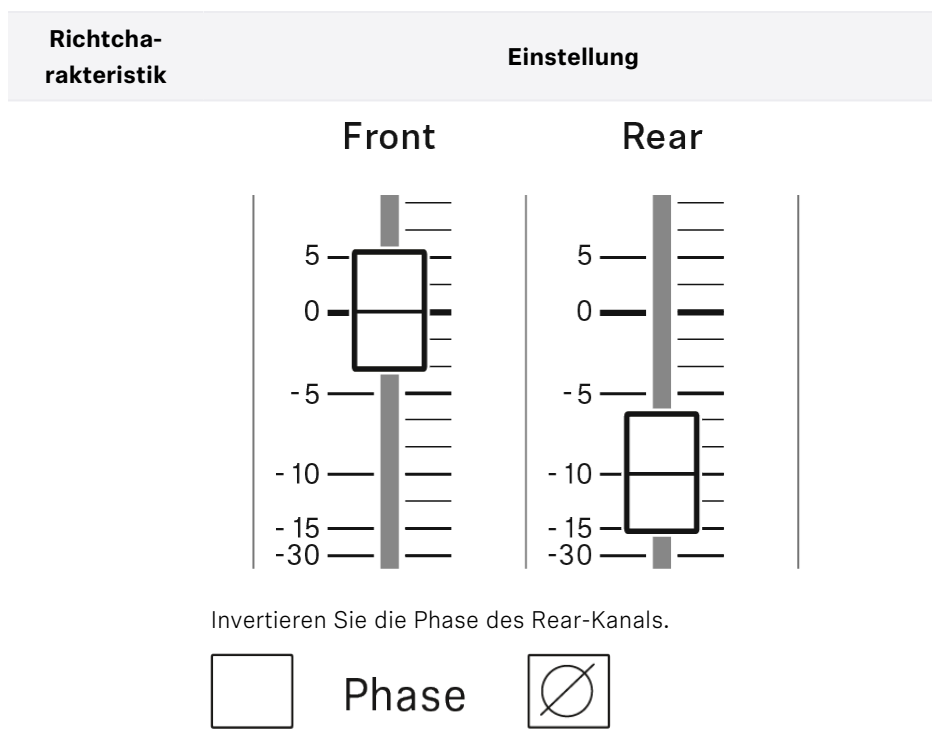 Richtcha-
rakteristik
Einstellung
Front Rear
5 5
0 0
-5 -5
-10 -10
-15 -15
-30 -30
Invertieren Sie die Phase des Rear-Kanals.
Phase Ø